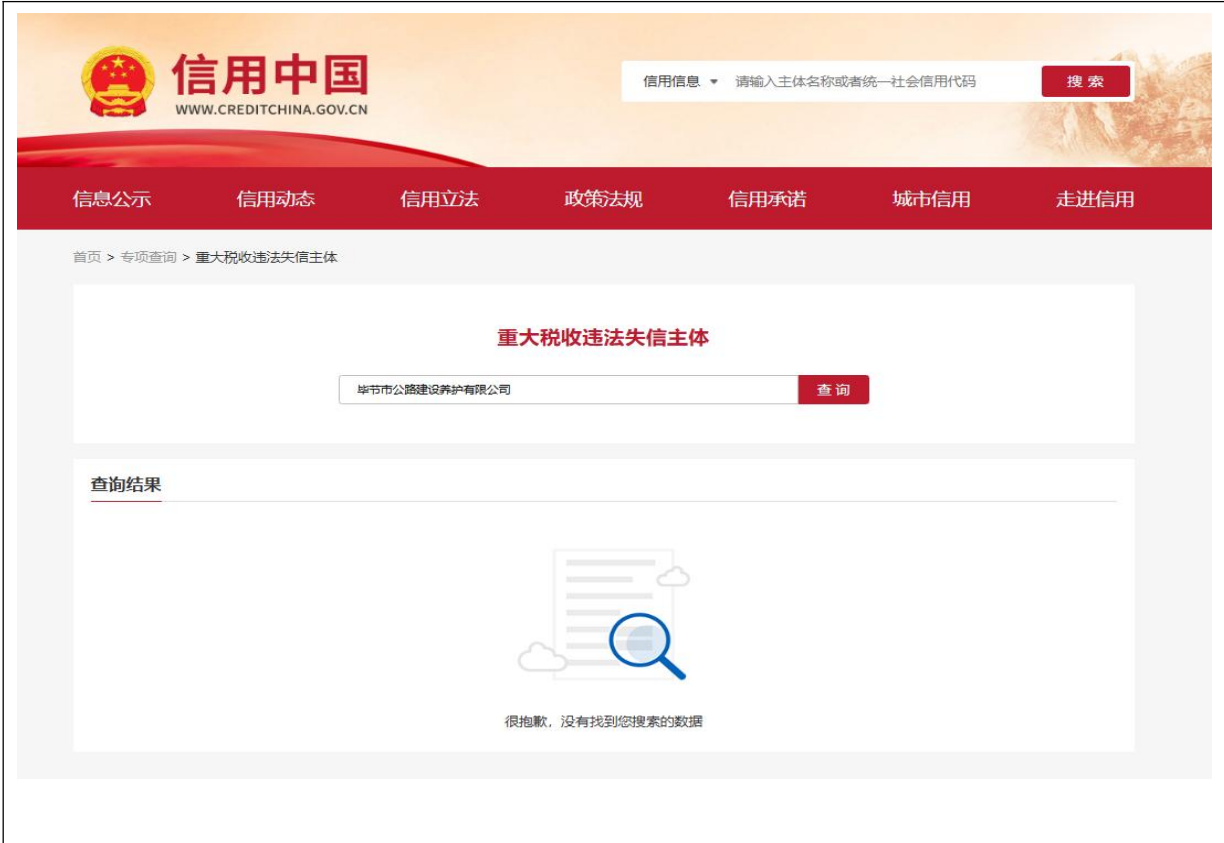 信用中国
WWW.CREDITCHINA.GOV.CN
信用信息 请输入主体名称或者统一社会信用代码 搜索
信息公示 信用动态 信用立法 政策法规 信用承诺 城市信用 走进信用
首页 > 专项查询 > 重大税收违法失信主体
重大税收违法失信主体
毕节市公路建设养护有限公司 查询
查询结果
很抱歉，没有找到您搜索的数据